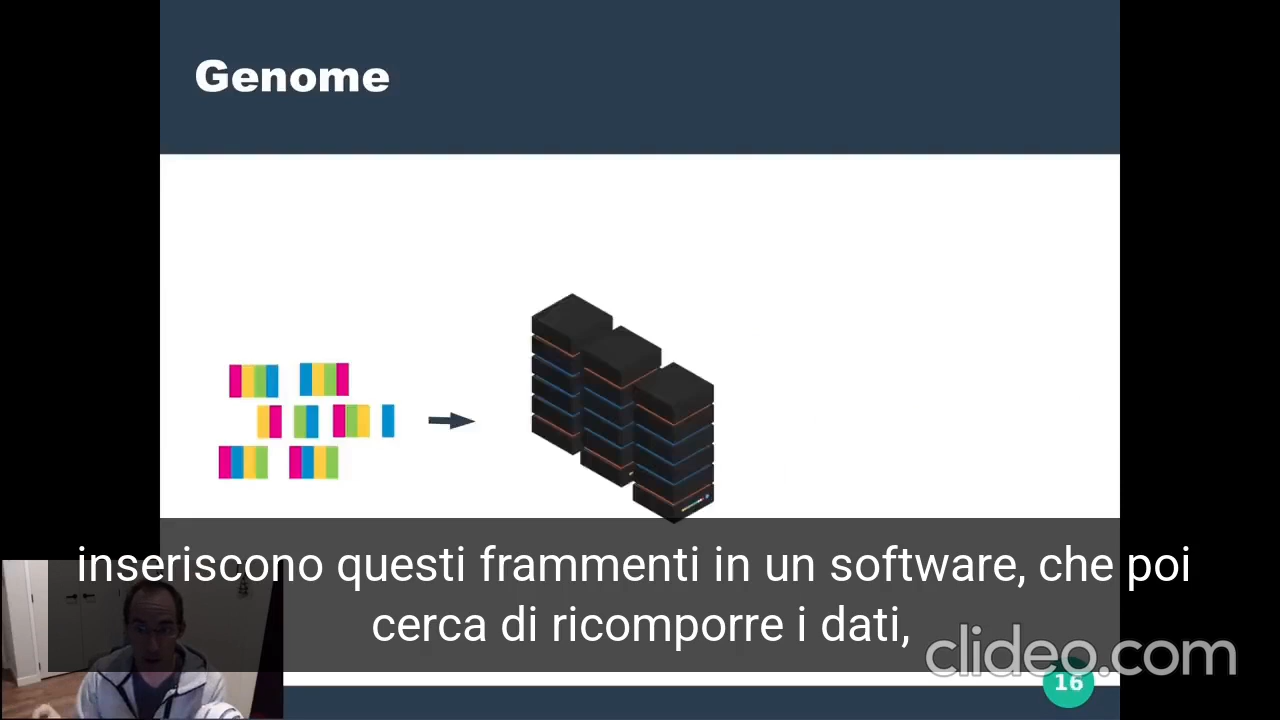 Genome
inseriscono questi frammenti in un software, che poi
cerca di ricomporre i dati,
clideo.com
16